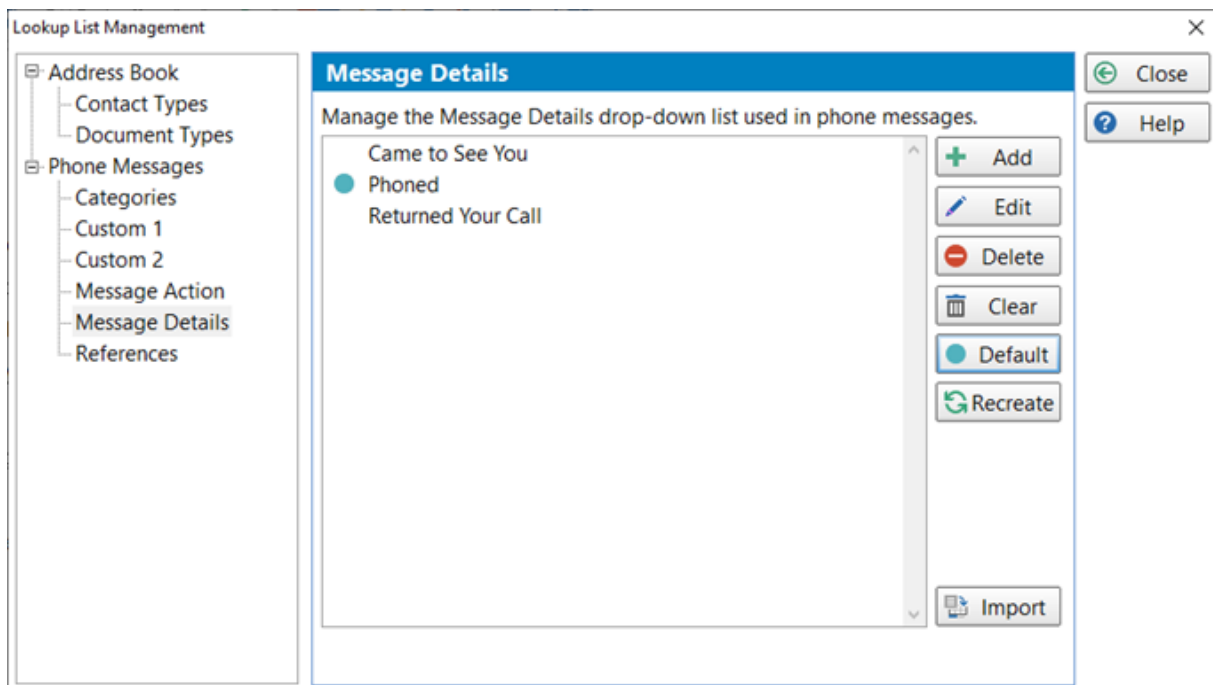 Lookup List Management
Address Book
Contact Types
Document Types
Phone Messages
Categories
Custom 1
Custom 2
Message Action
Message Details
References
Message Details
Manage the Message Details drop-down list used in phone messages.
Came to See You
Phoned
Returned Your Call
Add
Edit
Delete
Clear
Default
Recreate
Import
Close
Help